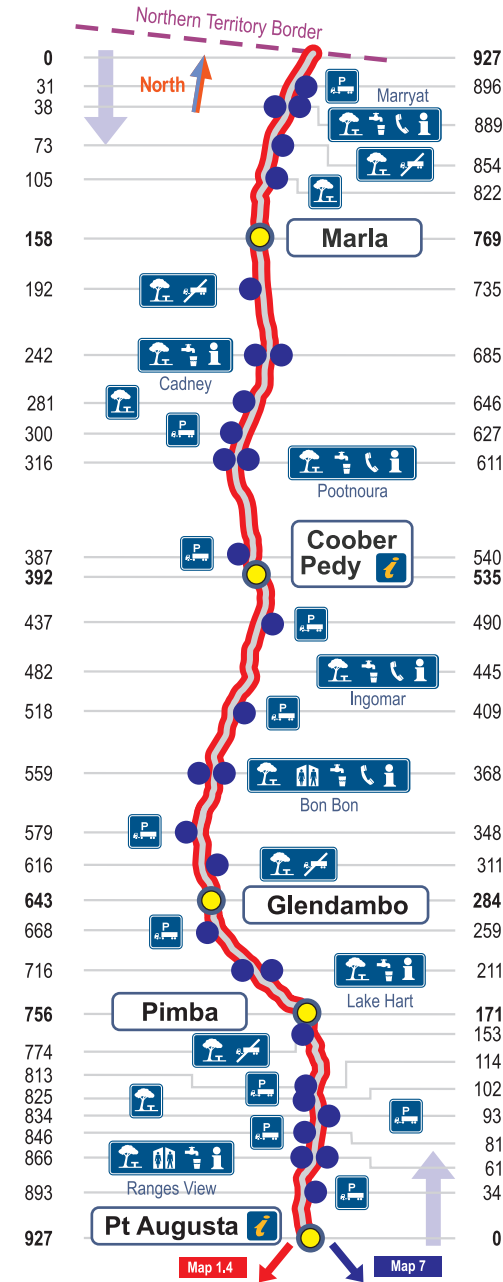 Northern Territory Border
0 927
North
31 P 896
Marryat
38 889
73 854
105 822
158 Marla 769
192 735
242 685
Cadney
281 646
300 P 627
316 611
Pootnoura
Coober
387 P Pedy i 540
392 535
437 P 490
482 445
Ingomar
518 P 409
559 368
Bon Bon
579 P 348
616 311
643 Glendambo 284
668 P 259
716 211
Lake Hart
756 Pimba 171
153
774
114
813 P
102
825
834 P 93
846 P 81
866 61
Ranges View
893 P 34
Pt Augusta i
927 0
Map 1.4 Map 7